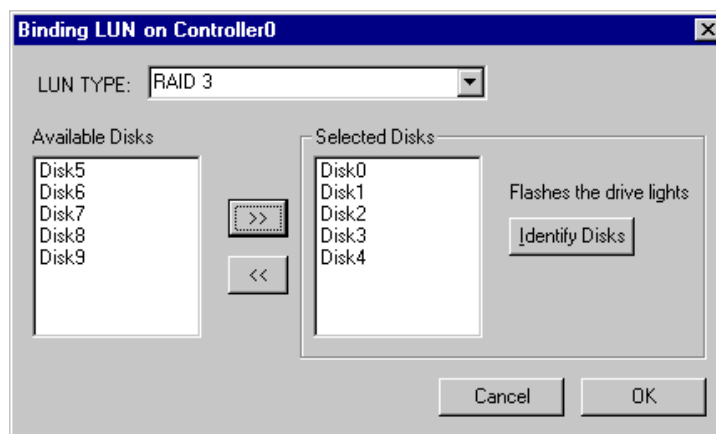 Binding LUN on Controller0
LUN TYPE: RAID 3
Available Disks
Disk5
Disk6
Disk7
Disk8
Disk9
>>
<<
Selected Disks
Disk0
Disk1
Disk2
Disk3
Disk4
Flashes the drive lights
Identify Disks
Cancel OK